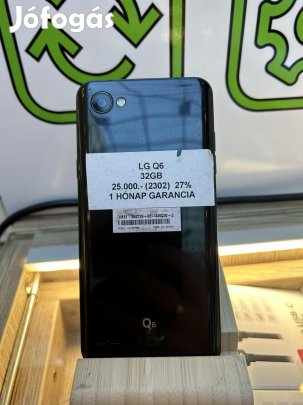 Jófogás
LG Q6
32GB
25.000.- (2302) 27%
1 HÓNAP GARANCIA
Q6